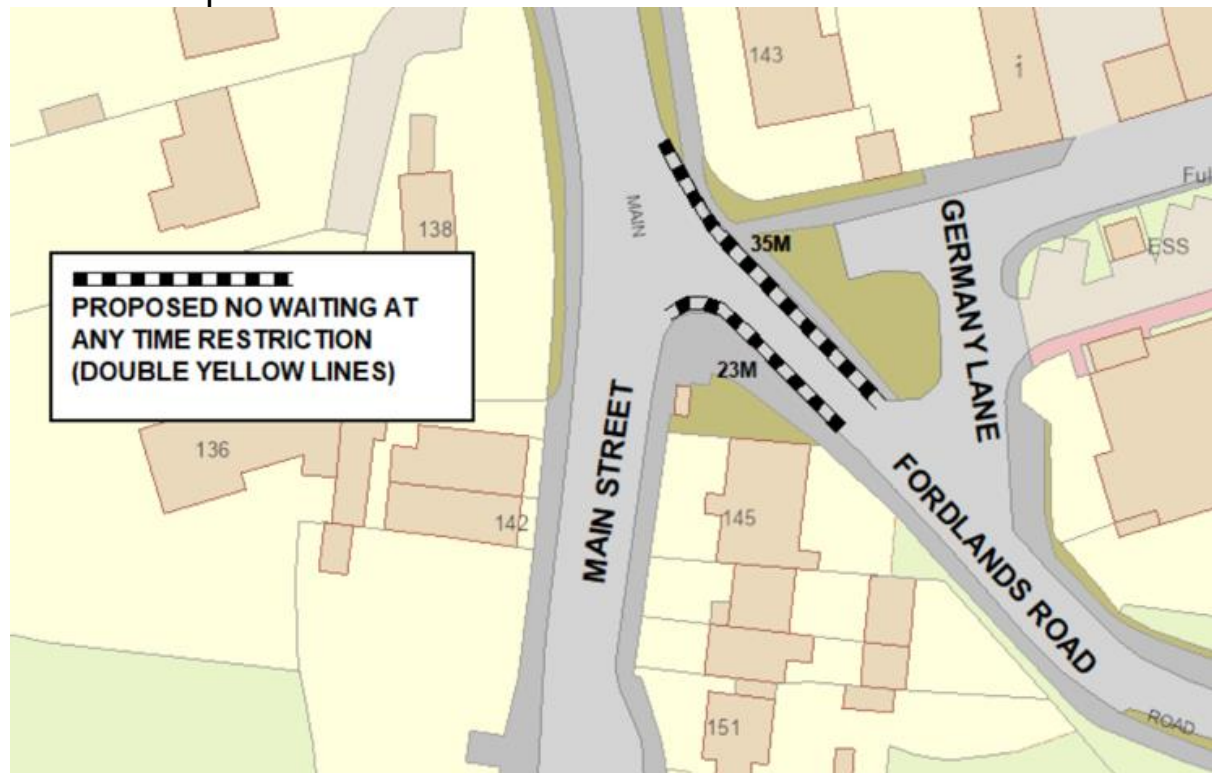 143
1
Ful
MAIN
138
35M
GERMANY LANE
ESS
PROPOSED NO WAITING AT
ANY TIME RESTRICTION
(DOUBLE YELLOW LINES)
23M
136
MAIN STREET
142
145
FORDLANDS ROAD
151
ROAD